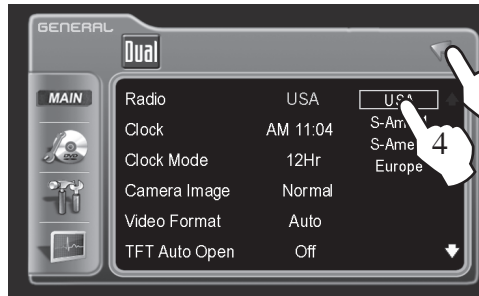 GENERAL
Dual
MAIN
DVD
Radio USA USA
Clock AM 11:04
Clock Mode 12Hr Europe
Camera Image Normal
Video Format Auto
TFT Auto Open Off
4